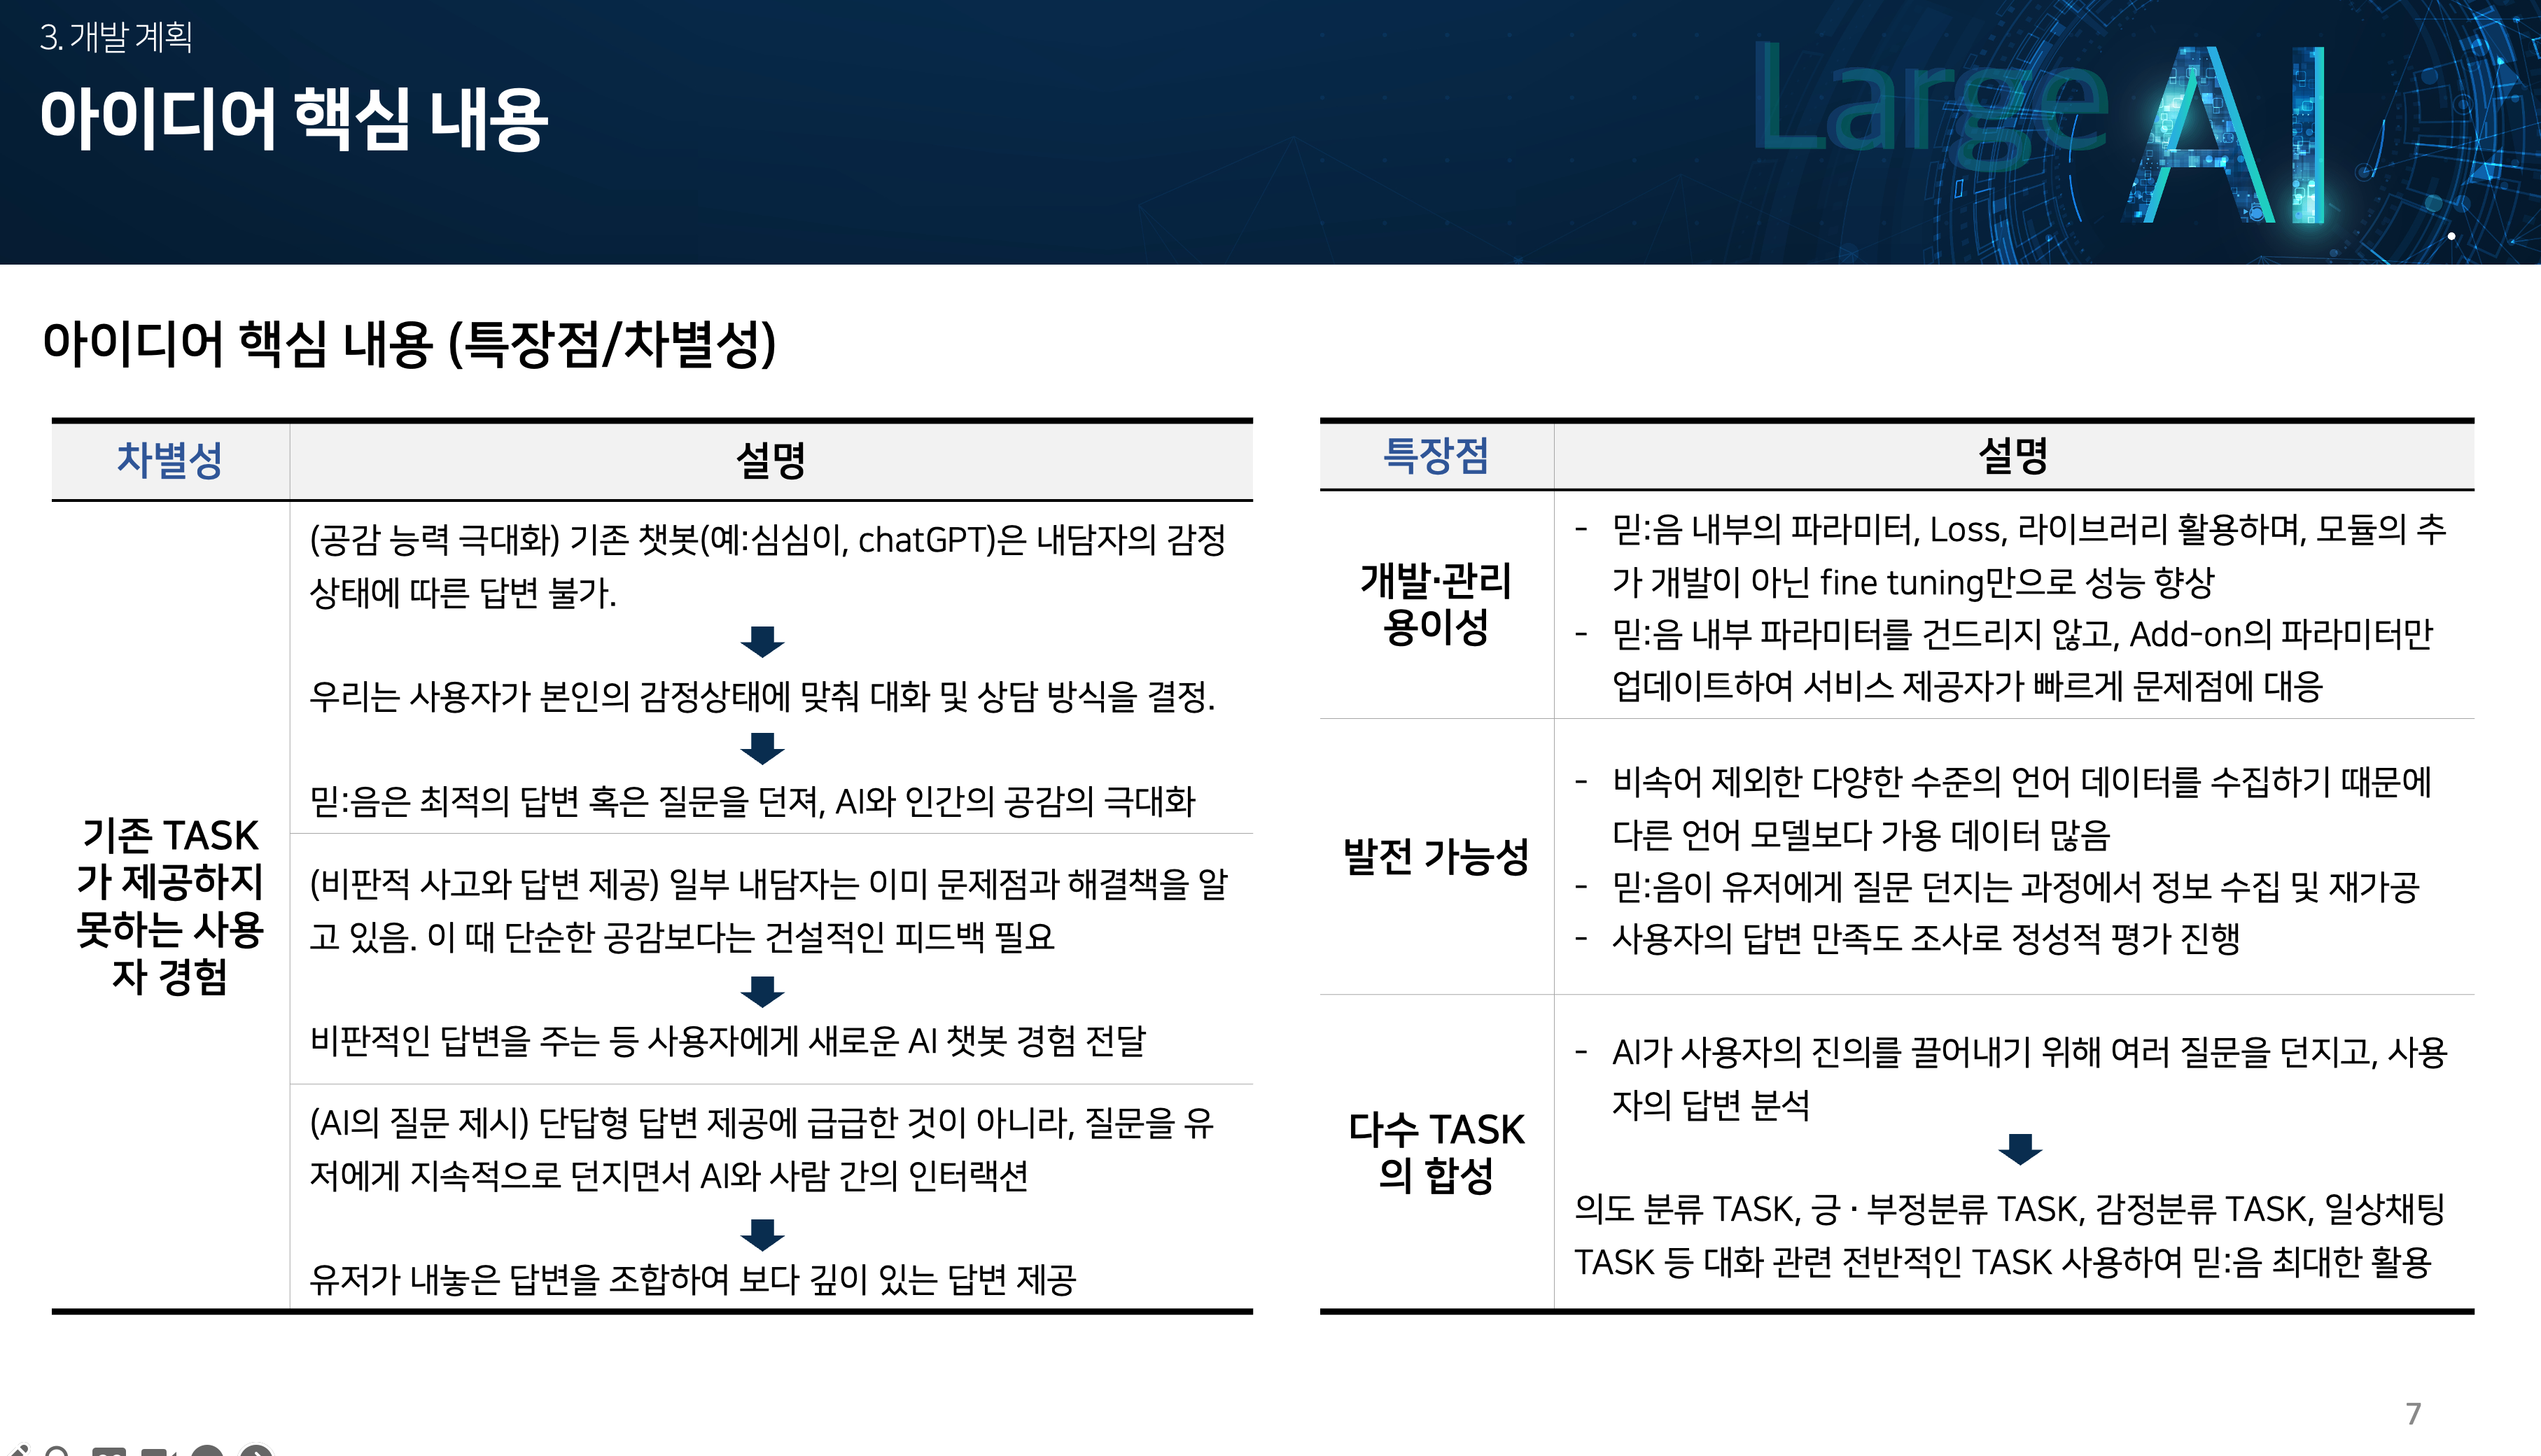 3. 개발 계획
아이디어 핵심 내용
Large AI
아이디어 핵심 내용 (특장점/차별성)
차별성
설명
기존 TASK
가 제공하지
못하는 사용
자 경험
(공감 능력 극대화) 기존 챗봇(예:심심이, chatGPT)은 내담자의 감정
상태에 따른 답변 불가.
우리는 사용자가 본인의 감정상태에 맞춰 대화 및 상담 방식을 결정.
믿:음은 최적의 답변 혹은 질문을 던져, AI와 인간의 공감의 극대화
(비판적 사고와 답변 제공) 일부 내담자는 이미 문제점과 해결책을 알
고 있음. 이 때 단순한 공감보다는 건설적인 피드백 필요
비판적인 답변을 주는 등 사용자에게 새로운 AI 챗봇 경험 전달
(AI의 질문 제시) 단답형 답변 제공에 급급한 것이 아니라, 질문을 유
저에게 지속적으로 던지면서 AI와 사람 간의 인터랙션
유저가 내놓은 답변을 조합하여 보다 깊이 있는 답변 제공
특장점
설명
개발·관리
용이성
- 믿:음 내부의 파라미터, Loss, 라이브러리 활용하며, 모듈의 추
가 개발이 아닌 fine tuning만으로 성능 향상
- 믿:음 내부 파라미터를 건드리지 않고, Add-on의 파라미터만
업데이트하여 서비스 제공자가 빠르게 문제점에 대응
발전 가능성
- 비속어 제외한 다양한 수준의 언어 데이터를 수집하기 때문에
다른 언어 모델보다 가용 데이터 많음
- 믿:음이 유저에게 질문 던지는 과정에서 정보 수집 및 재가공
- 사용자의 답변 만족도 조사로 정성적 평가 진행
다수 TASK
의 합성
- AI가 사용자의 진의를 끌어내기 위해 여러 질문을 던지고, 사용
자의 답변 분석
의도 분류 TASK, 긍·부정분류 TASK, 감정분류 TASK, 일상채팅
TASK 등 대화 관련 전반적인 TASK 사용하여 믿:음 최대한 활용
7